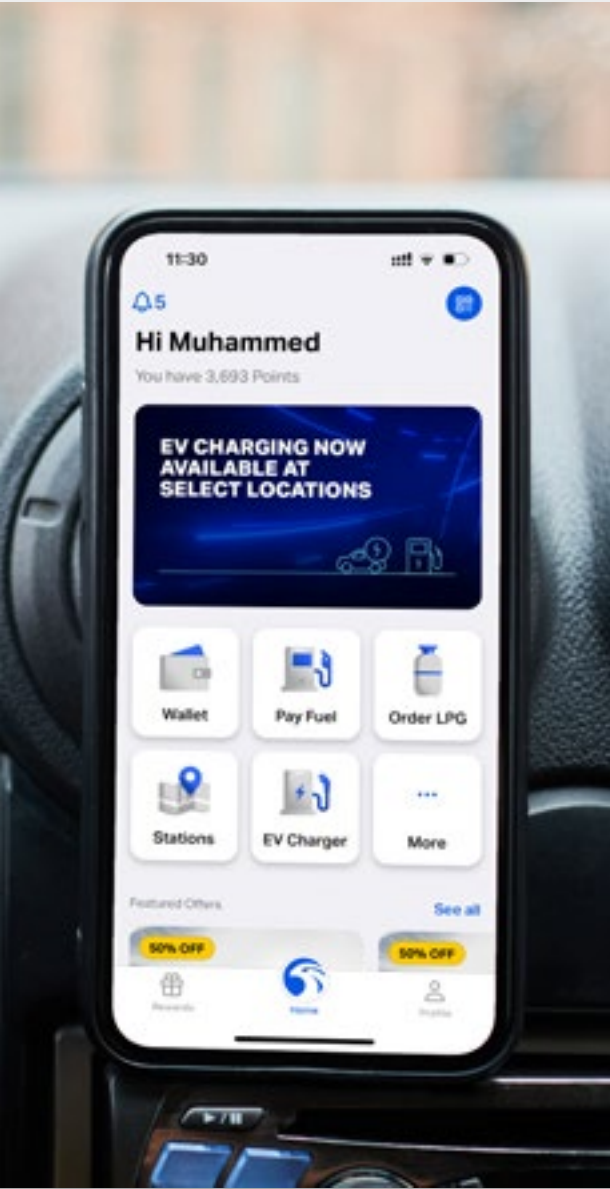 11:30
5
Hi Muhammed
You have 3,693 Points
EV CHARGING NOW
AVAILABLE AT
SELECT LOCATIONS
Wallet
Pay Fuel
Order LPG
Stations
EV Charger
More
Featured Offers
See all
50% OFF
50% OFF
Rewards
Home
Profile